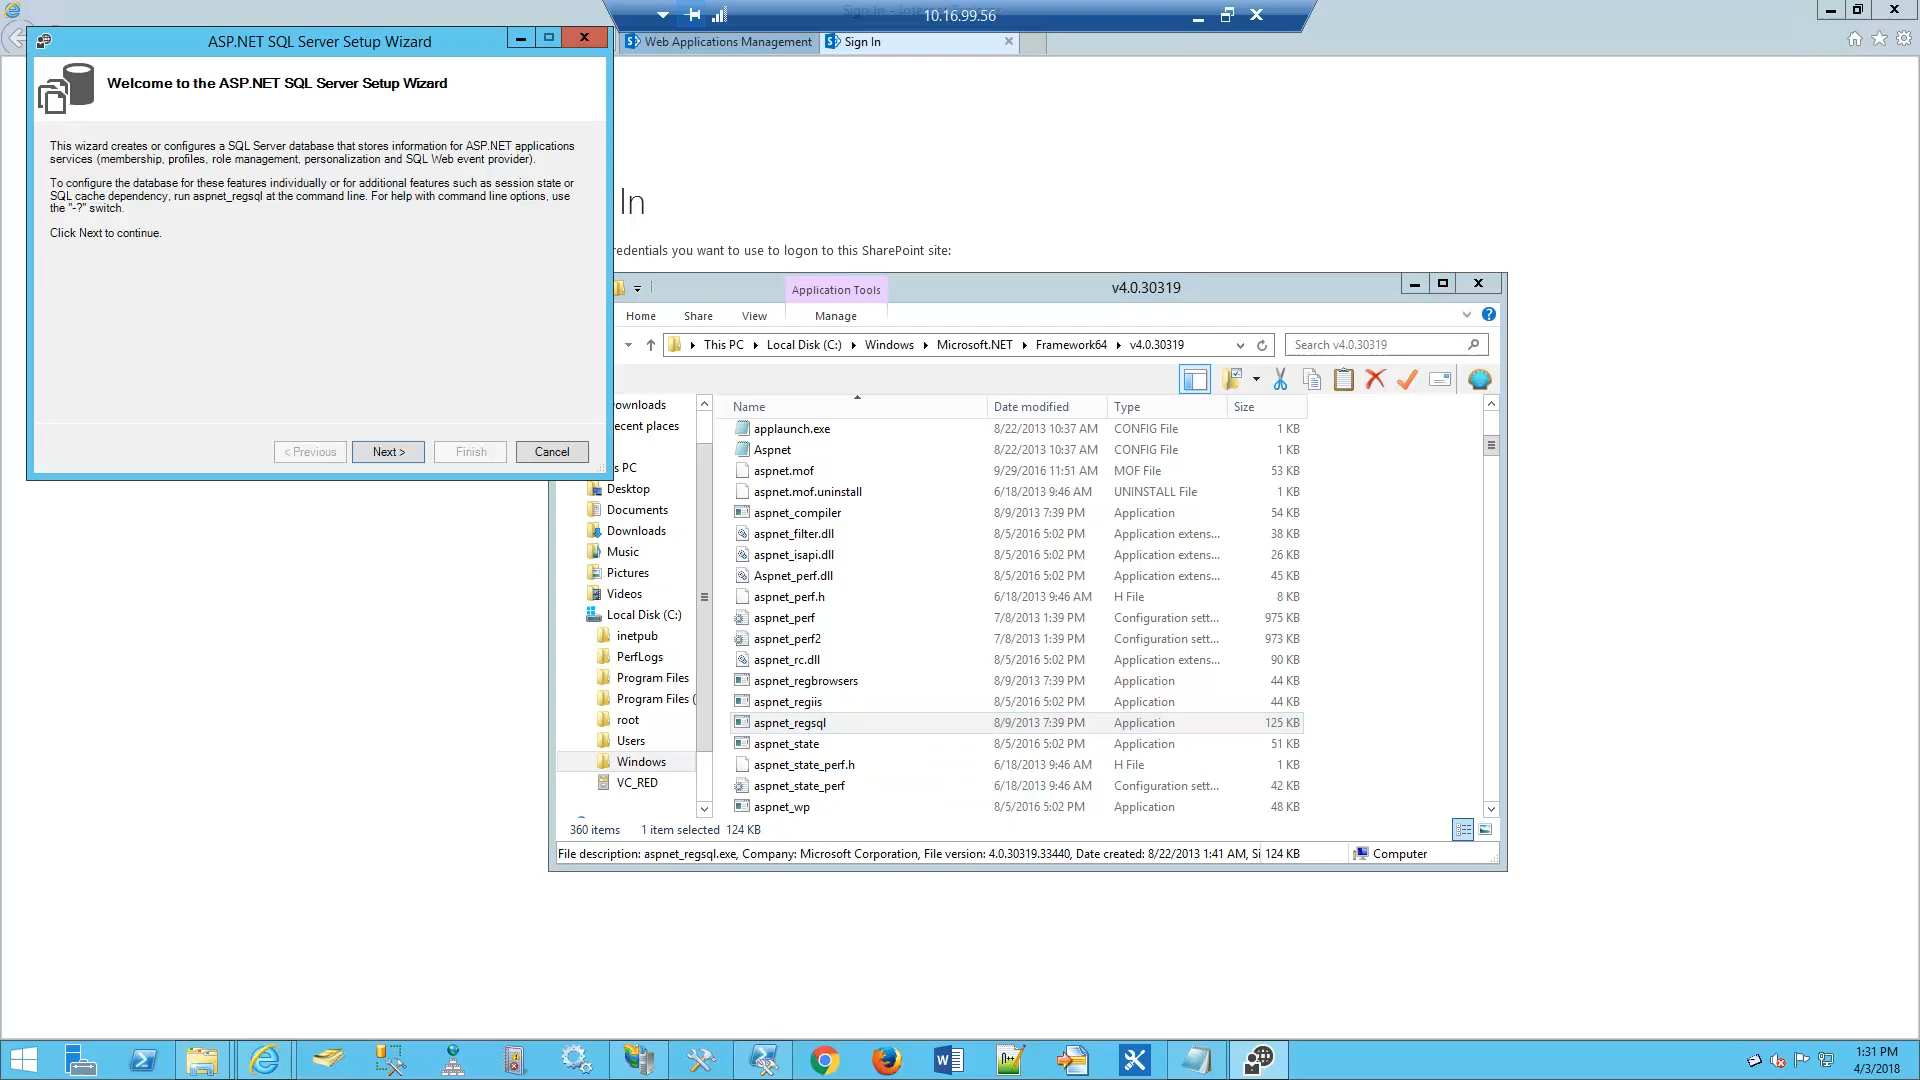 Sign In - Internet
10.16.99.56
ASP.NET SQL Server Setup Wizard
Web Applications Management
Sign In
Welcome to the ASP.NET SQL Server Setup Wizard
This wizard creates or configures a SQL Server database that stores information for ASP.NET applications
services (membership, profiles, role management, personalization and SQL Web event provider).
To configure the database for these features individually or for additional features such as session state or
SQL cache dependency, run aspnet_regsql at the command line. For help with command line options, use
the "-?" switch.
Click Next to continue.
< Previous
Next >
Finish
Cancel
In
redentials you want to use to logon to this SharePoint site:
Application Tools
v4.0.30319
Home Share View Manage
This PC Local Disk (C:) Windows Microsoft.NET Framework64 v4.0.30319
Search v4.0.30319
ownloads
ecent places
s PC
Desktop
Documents
Downloads
Music
Pictures
Videos
Local Disk (C:)
inetpub
PerfLogs
Program Files
Program Files (
root
Users
Windows
VC_RED
Name Date modified Type Size
applaunch.exe 8/22/2013 10:37 AM CONFIG File 1 KB
Aspnet 8/22/2013 10:37 AM CONFIG File 1 KB
aspnet.mof 9/29/2016 11:51 AM MOF File 53 KB
aspnet.mof.uninstall 6/18/2013 9:46 AM UNINSTALL File 1 KB
aspnet_compiler 8/9/2013 7:39 PM Application 54 KB
aspnet_filter.dll 8/5/2016 5:02 PM Application extens... 38 KB
aspnet_isapi.dll 8/5/2016 5:02 PM Application extens... 26 KB
Aspnet_perf.dll 8/5/2016 5:02 PM Application extens... 45 KB
aspnet_perf.h 6/18/2013 9:46 AM H File 8 KB
aspnet_perf 7/8/2013 1:39 PM Configuration sett... 975 KB
aspnet_perf2 7/8/2013 1:39 PM Configuration sett... 973 KB
aspnet_rc.dll 8/5/2016 5:02 PM Application extens... 90 KB
aspnet_regbrowsers 8/9/2013 7:39 PM Application 44 KB
aspnet_regiis 8/5/2016 5:02 PM Application 44 KB
aspnet_regsql 8/9/2013 7:39 PM Application 125 KB
aspnet_state 8/5/2016 5:02 PM Application 51 KB
aspnet_state_perf.h 6/18/2013 9:46 AM H File 1 KB
aspnet_state_perf 6/18/2013 9:46 AM Configuration sett... 42 KB
aspnet_wp 8/5/2016 5:02 PM Application 48 KB
360 items 1 item selected 124 KB
File description: aspnet_regsql.exe, Company: Microsoft Corporation, File version: 4.0.30319.33440, Date created: 8/22/2013 1:41 AM, Si 124 KB Computer
1:31 PM
4/3/2018